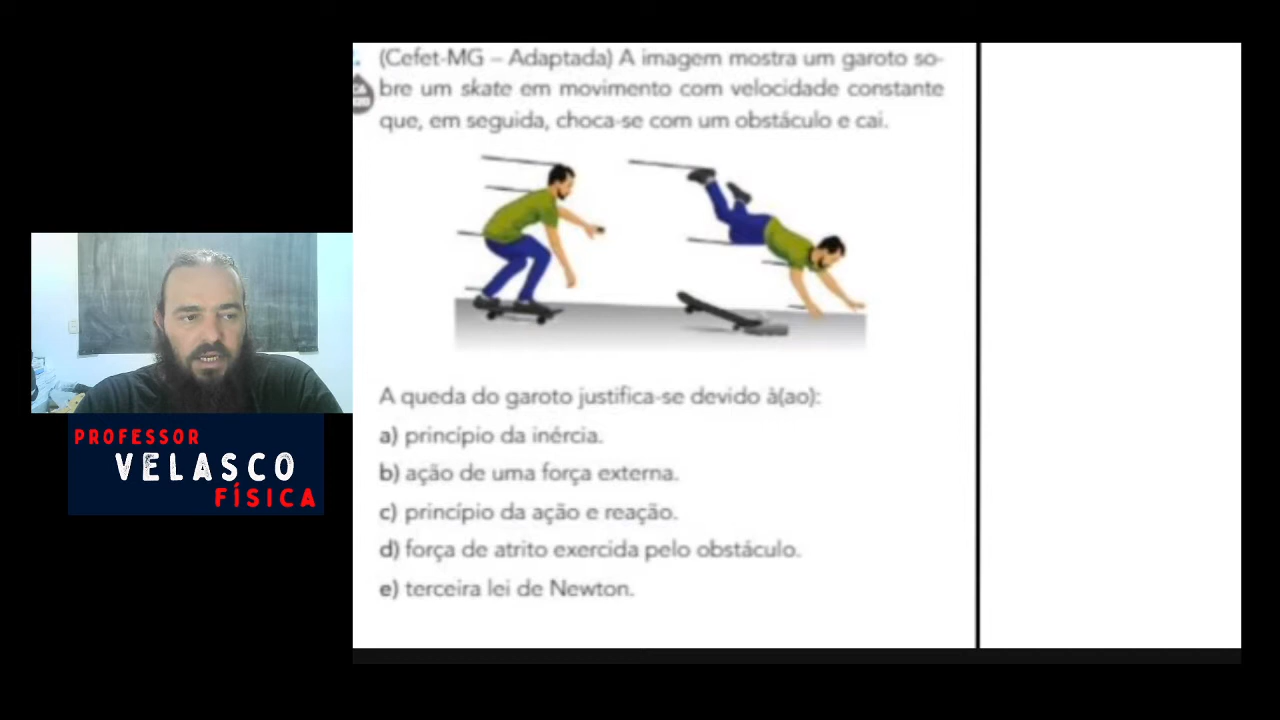 (Cefet-MG – Adaptada) A imagem mostra um garoto so-
bre um skate em movimento com velocidade constante
que, em seguida, choca-se com um obstáculo e cai.
PROFESSOR
VELASCO
FÍSICA
A queda do garoto justifica-se devido à(ao):
a) princípio da inércia.
b) ação de uma força externa.
c) princípio da ação e reação.
d) força de atrito exercida pelo obstáculo.
e) terceira lei de Newton.